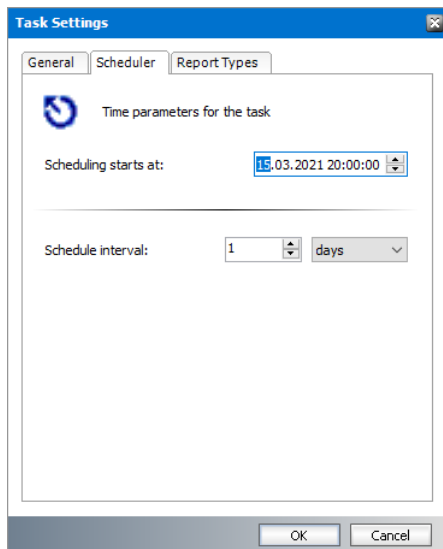 Task Settings
General Scheduler Report Types
Time parameters for the task
Scheduling starts at: 15.03.2021 20:00:00
Schedule interval: 1 days
OK Cancel